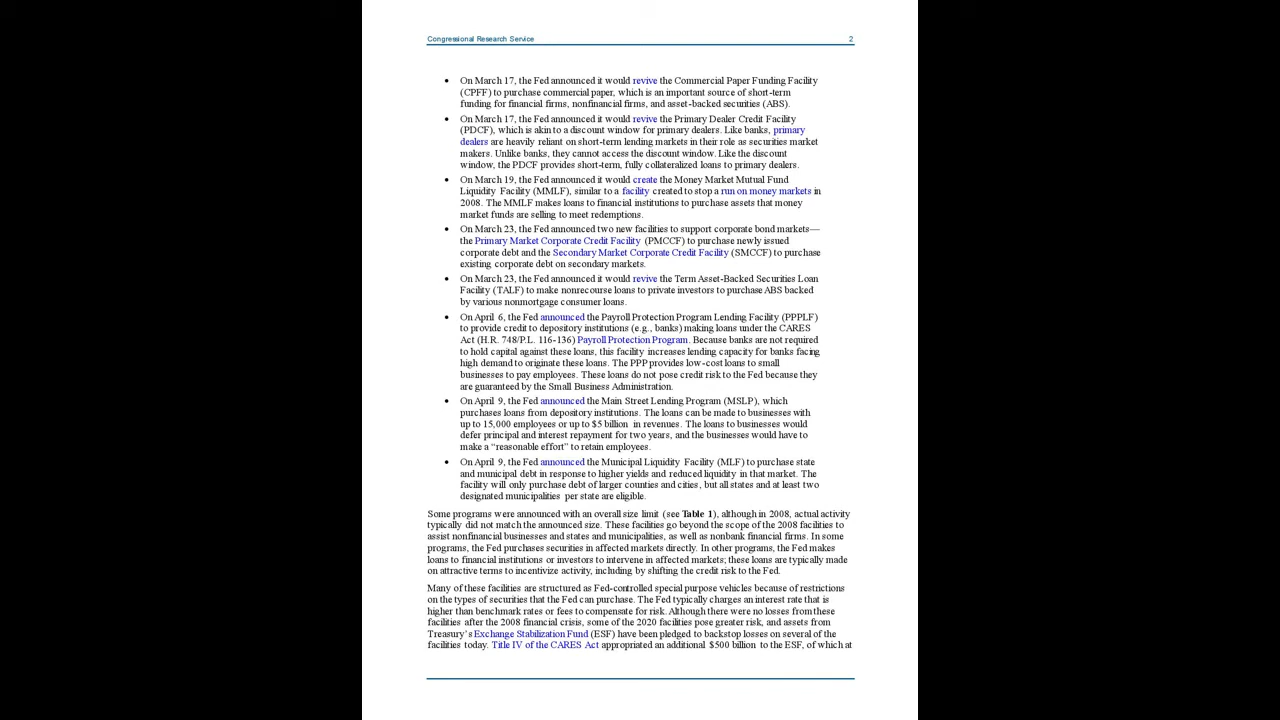 Congressional Research Service 2
• On March 17, the Fed announced it would revive the Commercial Paper Funding Facility
(CPFF) to purchase commercial paper, which is an important source of short-term
funding for financial firms, nonfinancial firms, and asset-backed securities (ABS).
• On March 17, the Fed announced it would revive the Primary Dealer Credit Facility
(PDCF), which is akin to a discount window for primary dealers. Like banks, primary
dealers are heavily reliant on short-term lending markets in their role as securities market
makers. Unlike banks, they cannot access the discount window. Like the discount
window, the PDCF provides short-term, fully collateralized loans to primary dealers.
• On March 19, the Fed announced it would create the Money Market Mutual Fund
Liquidity Facility (MMLF), similar to a facility created to stop a run on money markets in
2008. The MMLF makes loans to financial institutions to purchase assets that money
market funds are selling to meet redemptions.
• On March 23, the Fed announced two new facilities to support corporate bond markets—
the Primary Market Corporate Credit Facility (PMCCF) to purchase newly issued
corporate debt and the Secondary Market Corporate Credit Facility (SMCCF) to purchase
existing corporate debt on secondary markets.
• On March 23, the Fed announced it would revive the Term Asset-Backed Securities Loan
Facility (TALF) to make nonrecourse loans to private investors to purchase ABS backed
by various nonmortgage consumer loans.
• On April 6, the Fed announced the Payroll Protection Program Lending Facility (PPPLF)
to provide credit to depository institutions (e.g., banks) making loans under the CARES
Act (H.R. 748/P.L. 116-136) Payroll Protection Program. Because banks are not required
to hold capital against these loans, this facility increases lending capacity for banks facing
high demand to originate these loans. The PPP provides low-cost loans to small
businesses to pay employees. These loans do not pose credit risk to the Fed because they
are guaranteed by the Small Business Administration.
• On April 9, the Fed announced the Main Street Lending Program (MSLP), which
purchases loans from depository institutions. The loans can be made to businesses with
up to 15,000 employees or up to $5 billion in revenues. The loans to businesses would
defer principal and interest repayment for two years, and the businesses would have to
make a “reasonable effort” to retain employees.
• On April 9, the Fed announced the Municipal Liquidity Facility (MLF) to purchase state
and municipal debt in response to higher yields and reduced liquidity in that market. The
facility will only purchase debt of larger counties and cities, but all states and at least two
designated municipalities per state are eligible.
Some programs were announced with an overall size limit (see Table 1), although in 2008, actual activity
typically did not match the announced size. These facilities go beyond the scope of the 2008 facilities to
assist nonfinancial businesses and states and municipalities, as well as nonbank financial firms. In some
programs, the Fed purchases securities in affected markets directly. In other programs, the Fed makes
loans to financial institutions or investors to intervene in affected markets; these loans are typically made
on attractive terms to incentivize activity, including by shifting the credit risk to the Fed.
Many of these facilities are structured as Fed-controlled special purpose vehicles because of restrictions
on the types of securities that the Fed can purchase. The Fed typically charges an interest rate that is
higher than benchmark rates or fees to compensate for risk. Although there were no losses from these
facilities after the 2008 financial crisis, some of the 2020 facilities pose greater risk, and assets from
Treasury’s Exchange Stabilization Fund (ESF) have been pledged to backstop losses on several of the
facilities today. Title IV of the CARES Act appropriated an additional $500 billion to the ESF, of which at